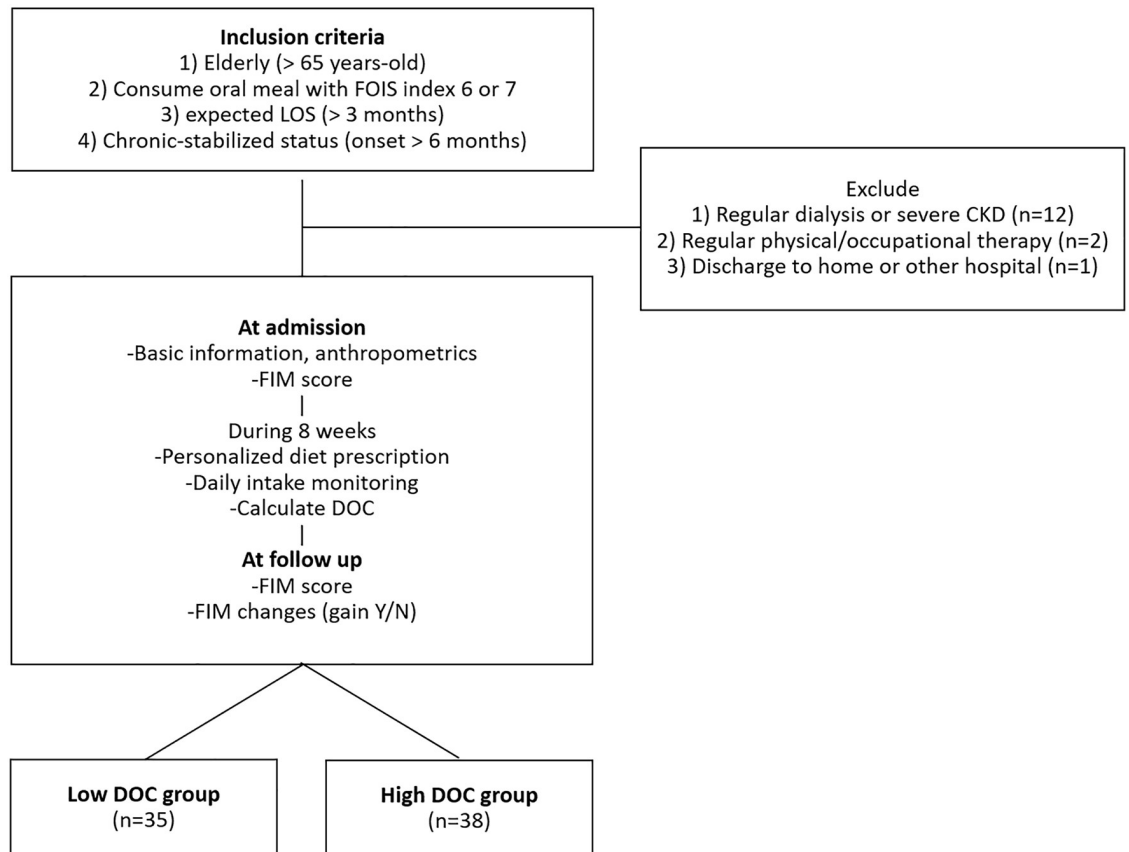 Inclusion criteria
1) Elderly (> 65 years-old)
2) Consume oral meal with FOIS index 6 or 7
3) expected LOS (> 3 months)
4) Chronic-stabilized status (onset > 6 months)
Exclude
1) Regular dialysis or severe CKD (n=12)
2) Regular physical/occupational therapy (n=2)
3) Discharge to home or other hospital (n=1)
At admission
-Basic information, anthropometrics
-FIM score
During 8 weeks
-Personalized diet prescription
-Daily intake monitoring
-Calculate DOC
At follow up
-FIM score
-FIM changes (gain Y/N)
Low DOC group
(n=35)
High DOC group
(n=38)